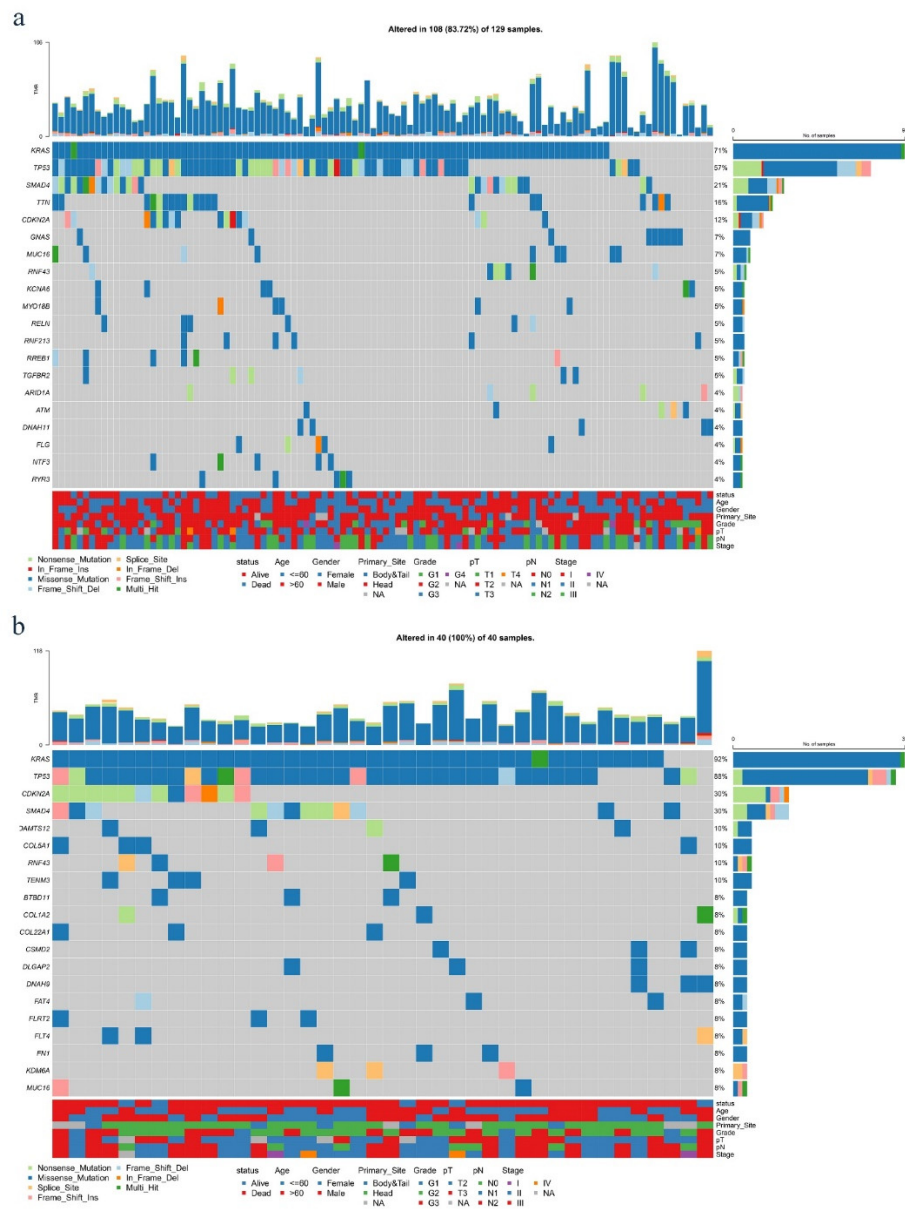 a
Altered in 108 (83.72%) of 129 samples.
100
TMB
0
0
No. of samples
9
KRAS 71%
TP53 57%
SMAD4 21%
TTN 16%
CDKN2A 12%
GNAS 7%
MUC16 7%
RNF43 5%
KCNA6 5%
MYO18B 5%
RELN 5%
RNF213 5%
RREB1 5%
TGFBR2 5%
ARID1A 4%
ATM 4%
DNAH11 4%
FLG 4%
NTF3 4%
RYR3 4%
status
Age
Gender
Primary_Site
Grade
pT
pN
Stage
Nonsense_Mutation Splice_Site
In_Frame_Ins In_Frame_Del
Missense_Mutation Frame_Shift_Ins
Frame_Shift_Del Multi_Hit
status Age Gender Primary_Site Grade pT pN Stage
Alive <=60 Female Body&Tail G1 G4 T1 T4 N0 I IV
Dead >60 Male Head G2 NA T2 NA N1 II NA
NA G3 T3 N2 III
b
Altered in 40 (100%) of 40 samples.
118
TMB
0
0
No. of samples
3
KRAS 92%
TP53 88%
CDKN2A 30%
SMAD4 30%
DAMTS12 10%
COL5A1 10%
RNF43 10%
TENM3 10%
BTBD11 8%
COL1A2 8%
COL22A1 8%
CSMD2 8%
DLGAP2 8%
DNAH9 8%
FAT4 8%
FLRT2 8%
FLT4 8%
FN1 8%
KDM6A 8%
MUC16 8%
status
Age
Gender
Primary_Site
Grade
pT
pN
Stage
Nonsense_Mutation Frame_Shift_Del
Missense_Mutation In_Frame_Del
Splice_Site Multi_Hit
Frame_Shift_Ins
status Age Gender Primary_Site Grade pT pN Stage
Alive <=60 Female Body&Tail G1 T2 N0 I IV
Dead >60 Male Head G2 T3 N1 II NA
NA G3 NA N2 III